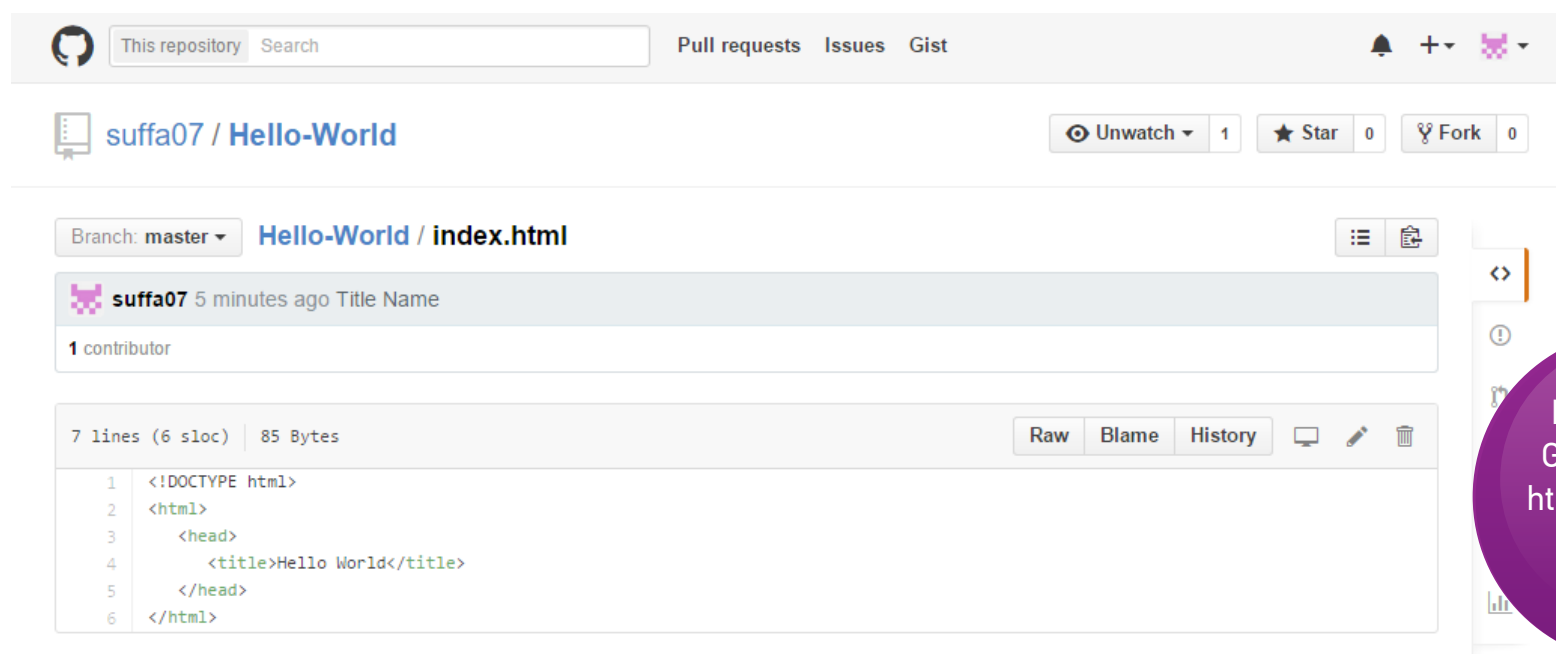 This repository Search Pull requests Issues Gist
suffa07 / Hello-World Unwatch 1 Star 0 Fork 0
Branch: master Hello-World / index.html
suffa07 5 minutes ago Title Name
1 contributor
7 lines (6 sloc) 85 Bytes Raw Blame History
1 <!DOCTYPE html>
2 <html>
3 <head>
4 <title>Hello World</title>
5 </head>
6 </html>